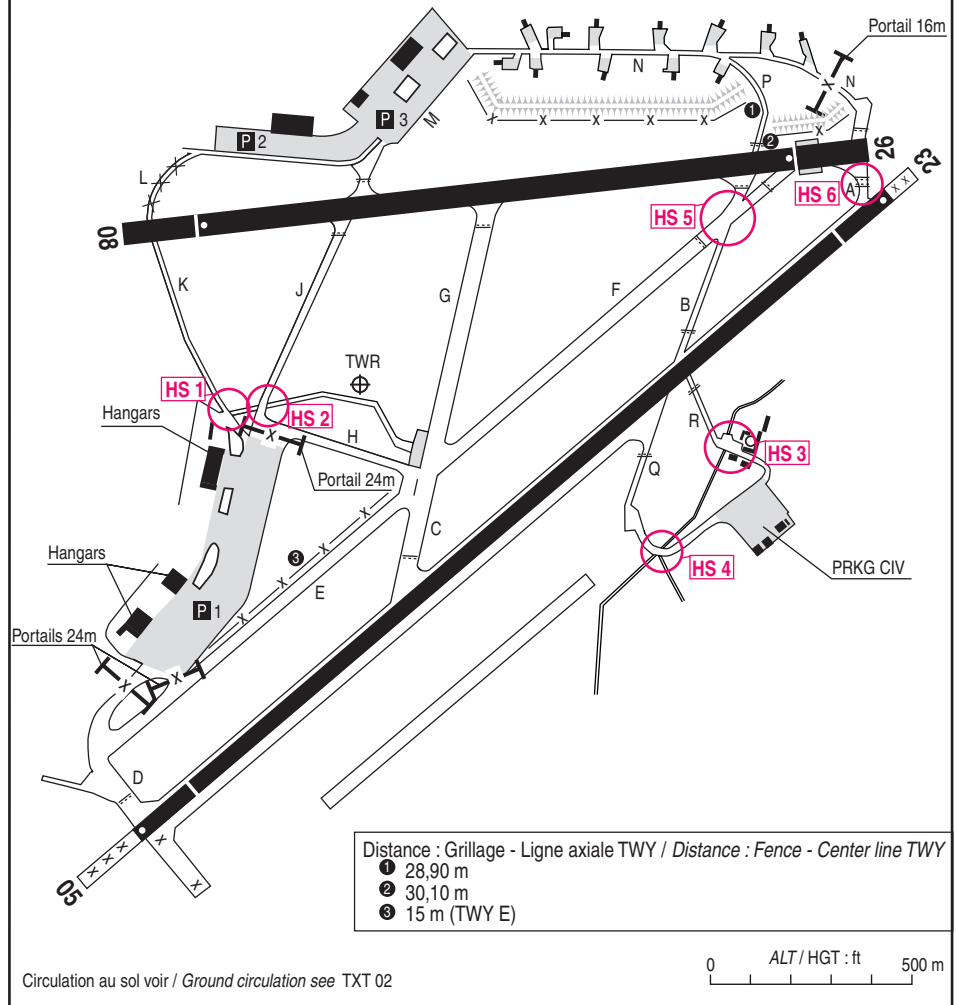 Portail 16m
N
P
N
M
P 3
P 2
1
2
L
26
23
A
HS 6
HS 5
08
K
J
G
F
B
TWR
HS 1
HS 2
Hangars
H
R
HS 3
Portail 24m
Q
C
3
HS 4
PRKG CIV
Hangars
E
P 1
Portails 24m
D
05
Distance : Grillage - Ligne axiale TWY / Distance : Fence - Center line TWY
1 28,90 m
2 30,10 m
3 15 m (TWY E)
Circulation au sol voir / Ground circulation see TXT 02
ALT / HGT : ft
0 500 m